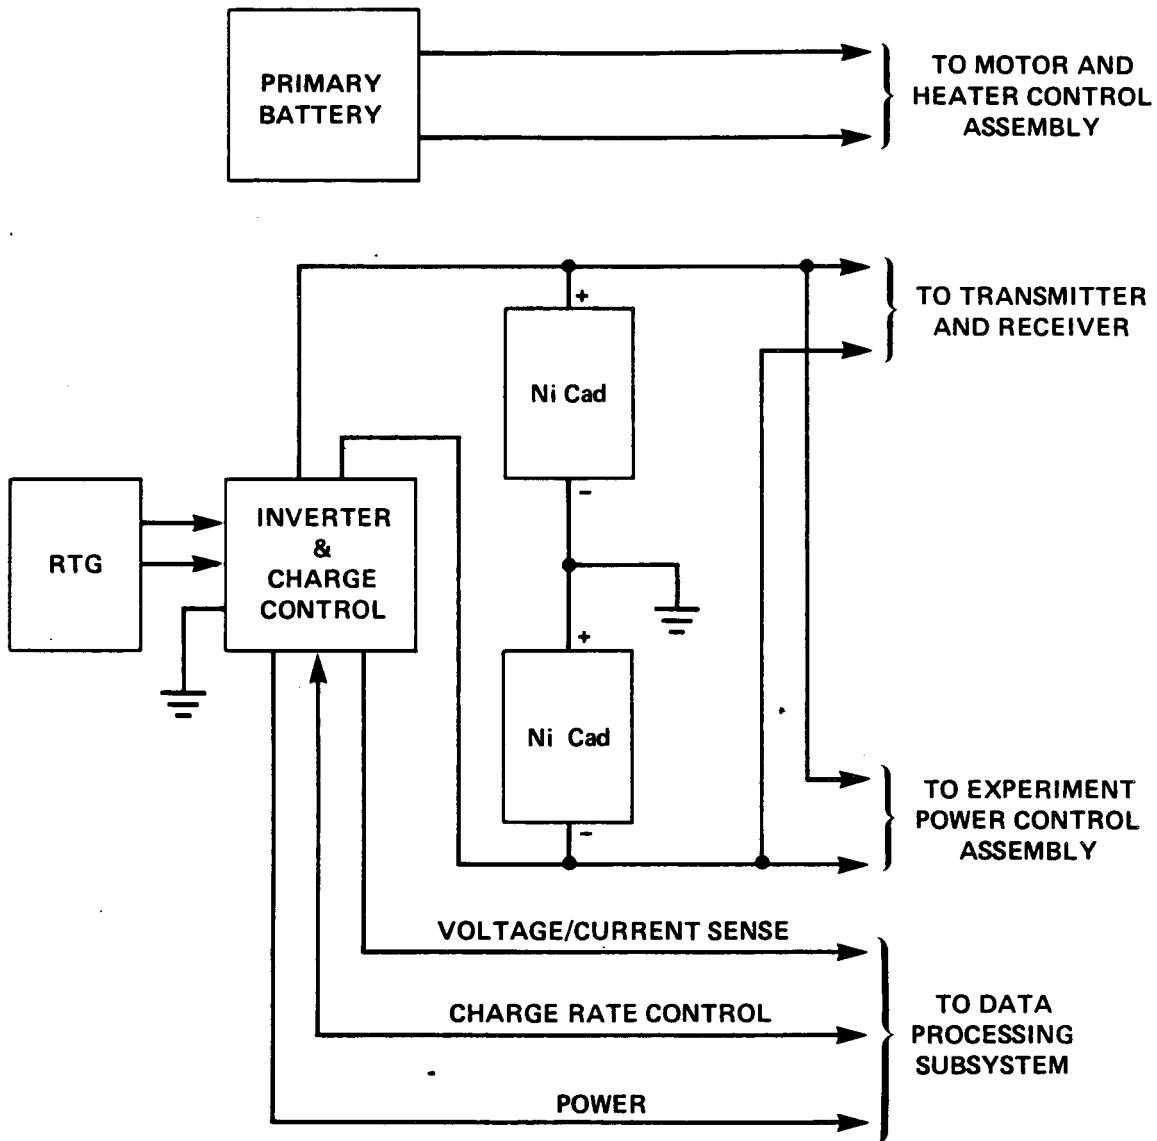 PRIMARY
BATTERY
TO MOTOR AND
HEATER CONTROL
ASSEMBLY
+
Ni Cad
-
TO TRANSMITTER
AND RECEIVER
RTG
INVERTER
&
CHARGE
CONTROL
+
Ni Cad
-
TO EXPERIMENT
POWER CONTROL
ASSEMBLY
VOLTAGE/CURRENT SENSE
CHARGE RATE CONTROL
POWER
TO DATA
PROCESSING
SUBSYSTEM